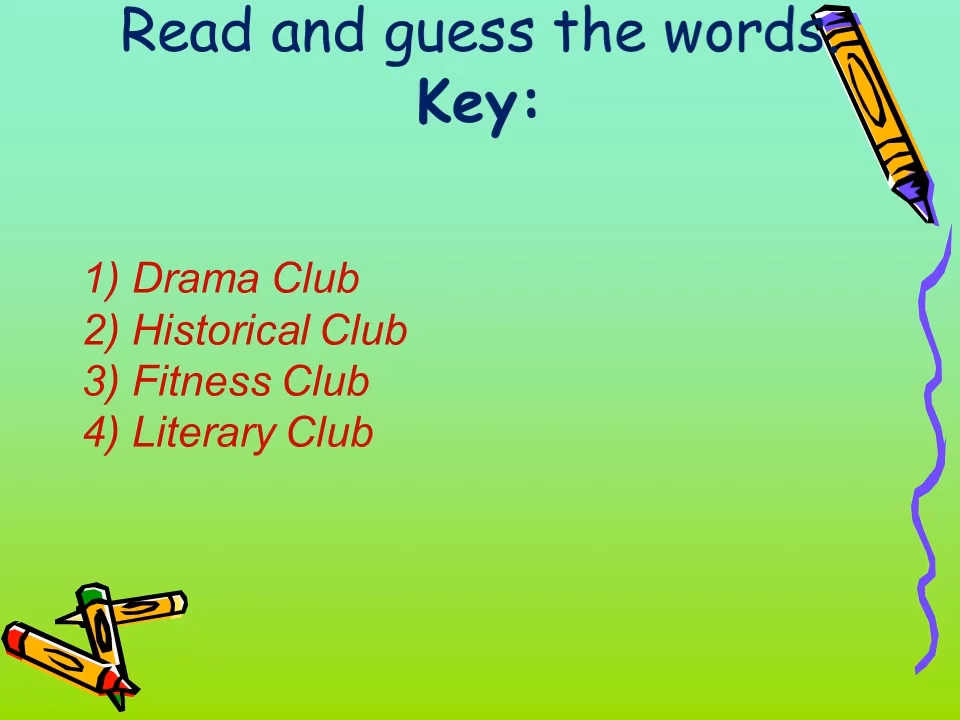 Read and guess the words.
Key:
1) Drama Club
2) Historical Club
3) Fitness Club
4) Literary Club